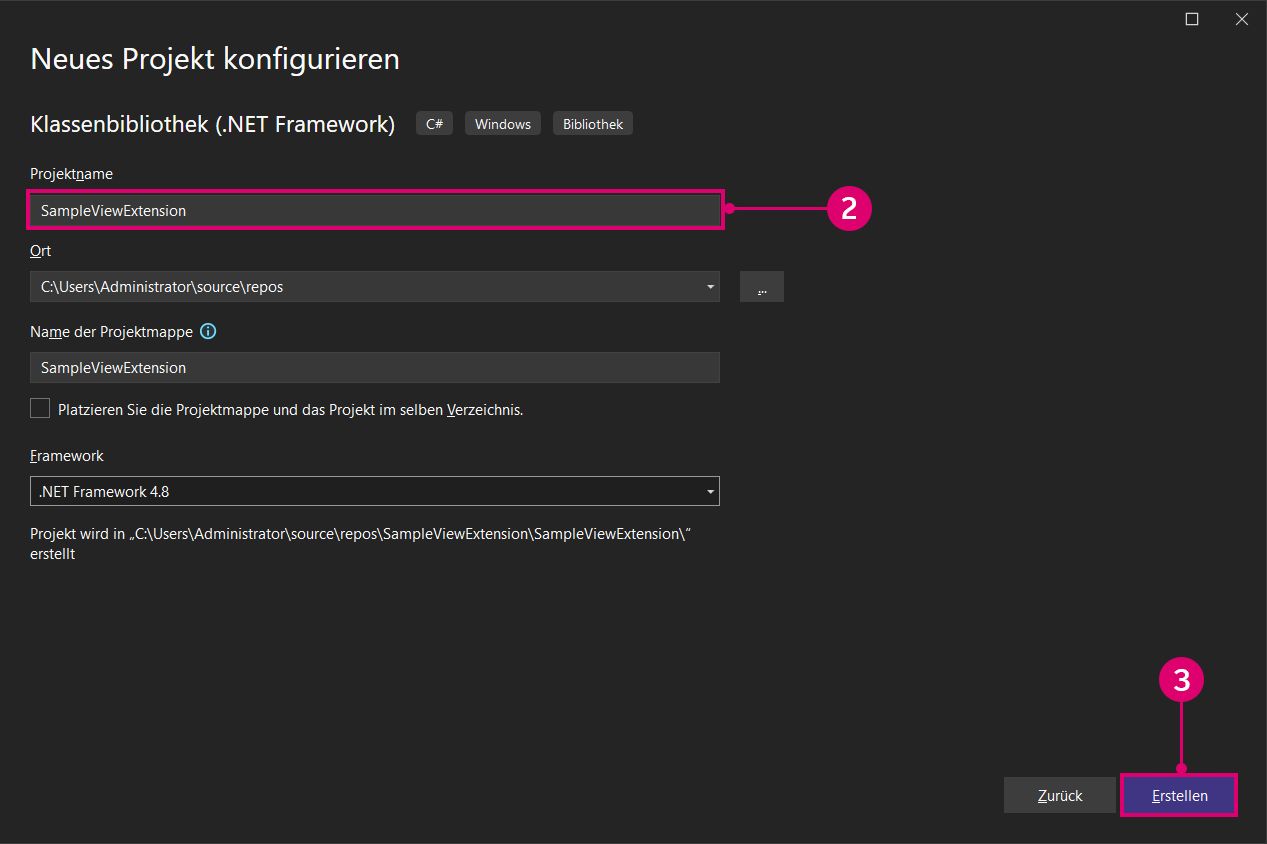 Neues Projekt konfigurieren
Klassenbibliothek (.NET Framework) C# Windows Bibliothek
Projektname
SampleViewExtension
2
Ort
C:\Users\Administrator\source\repos
...
Name der Projektmappe
SampleViewExtension
Platzieren Sie die Projektmappe und das Projekt im selben Verzeichnis.
Framework
.NET Framework 4.8
Projekt wird in „C:\Users\Administrator\source\repos\SampleViewExtension\SampleViewExtension\“
erstellt
3
Zurück Erstellen